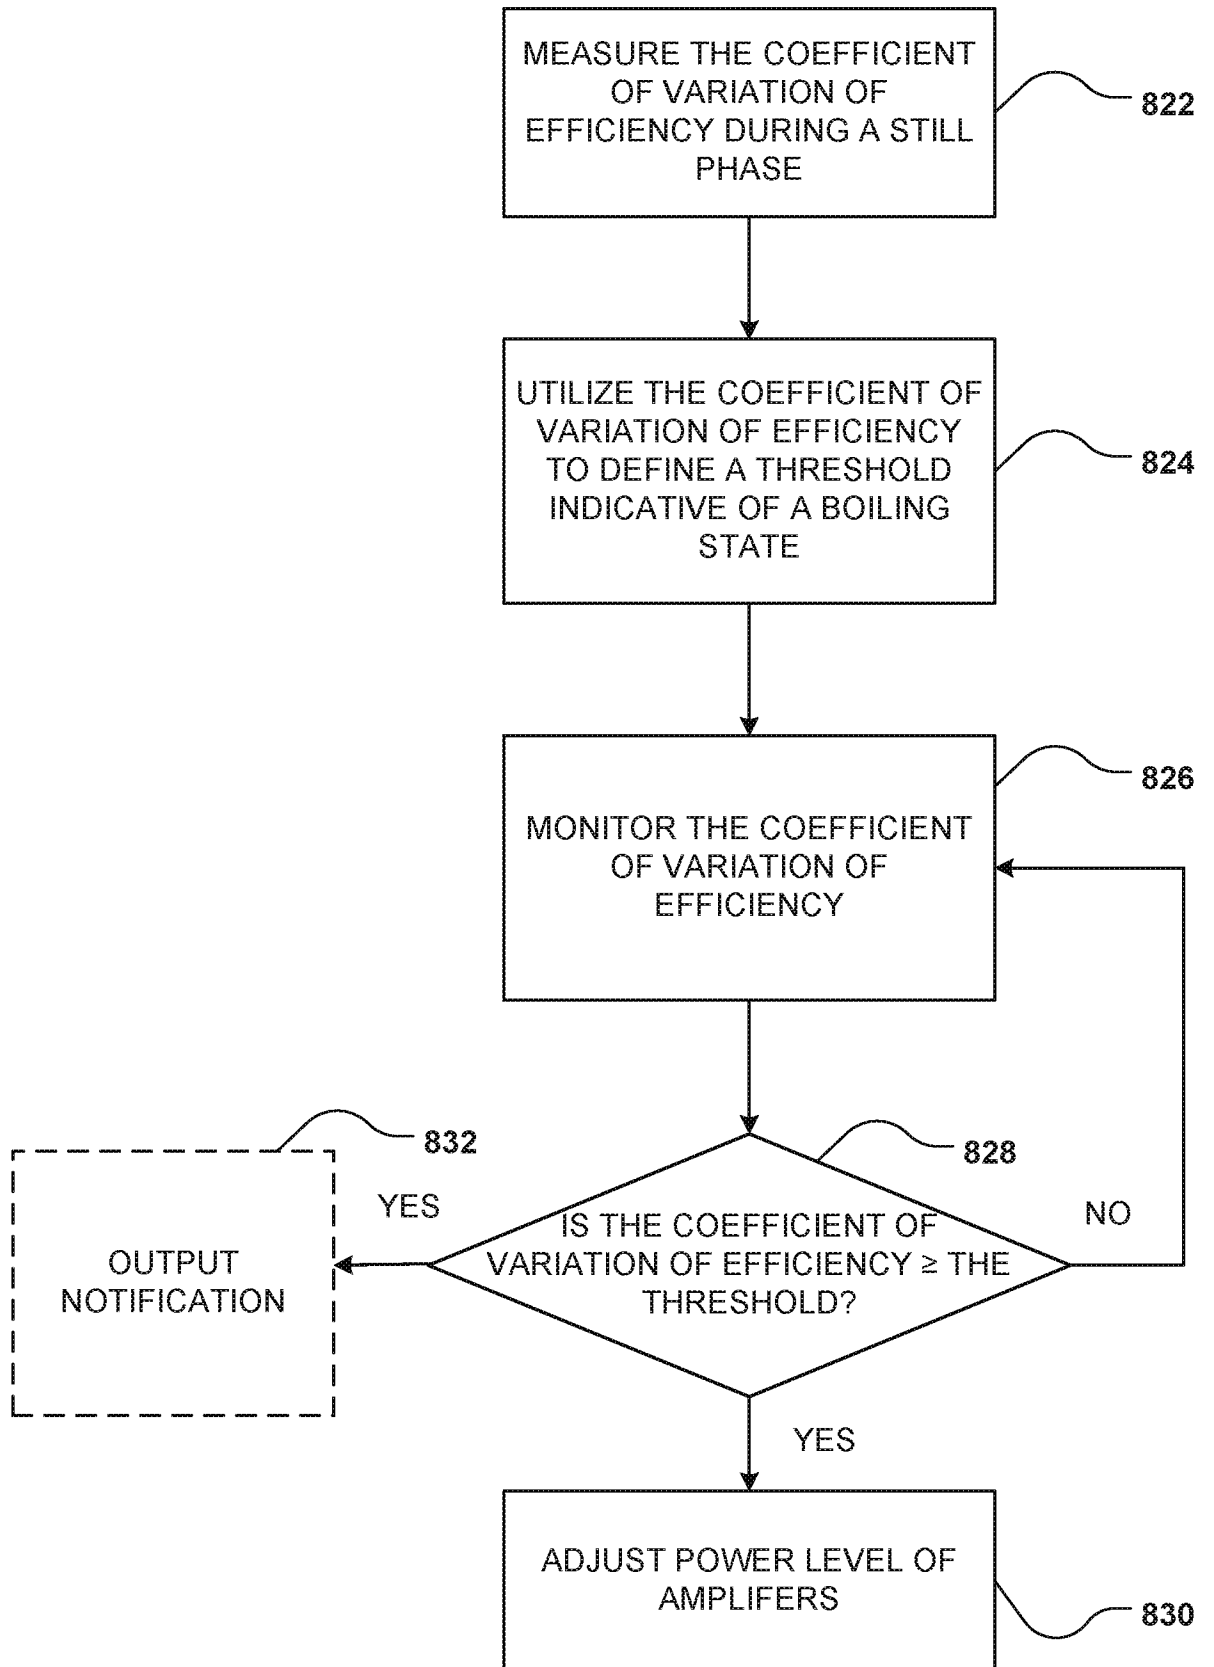 MEASURE THE COEFFICIENT
OF VARIATION OF
EFFICIENCY DURING A STILL
PHASE
822
UTILIZE THE COEFFICIENT OF
VARIATION OF EFFICIENCY
TO DEFINE A THRESHOLD
INDICATIVE OF A BOILING
STATE
824
826
MONITOR THE COEFFICIENT
OF VARIATION OF
EFFICIENCY
832
828
YES
NO
IS THE COEFFICIENT OF
VARIATION OF EFFICIENCY ≥ THE
THRESHOLD?
OUTPUT
NOTIFICATION
YES
ADJUST POWER LEVEL OF
AMPLIFERS
830